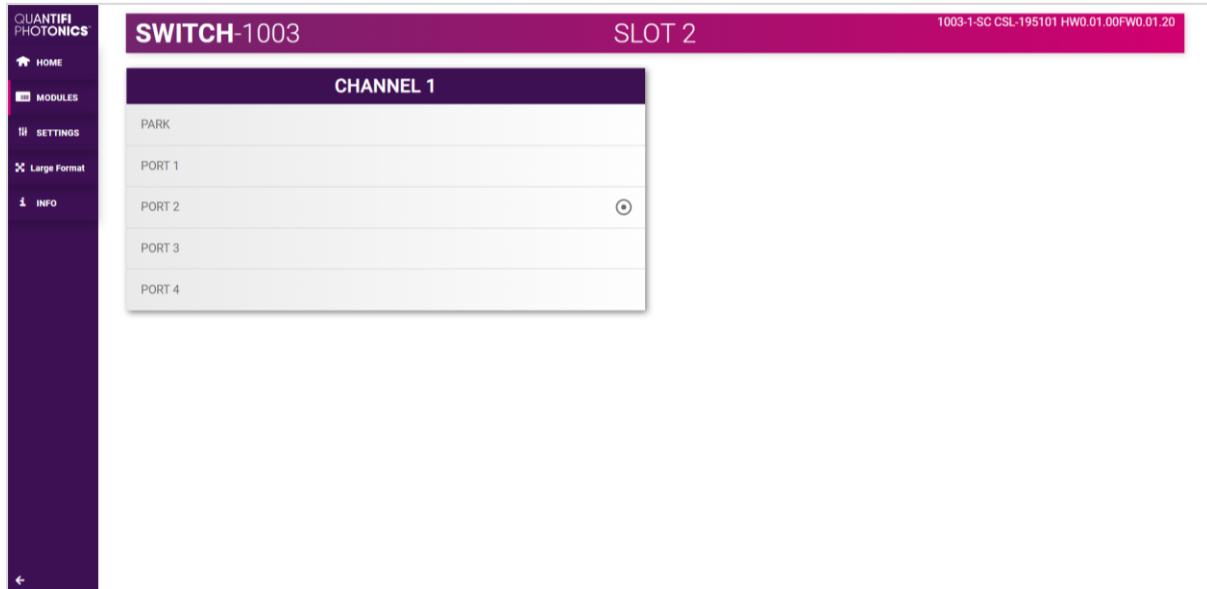 QUANTIFI
PHOTONICS™
HOME
MODULES
SETTINGS
Large Format
INFO
SWITCH-1003
SLOT 2
1003-1-SC CSL-195101 HW0.01.00FW0.01.20
CHANNEL 1
PARK
PORT 1
PORT 2
PORT 3
PORT 4